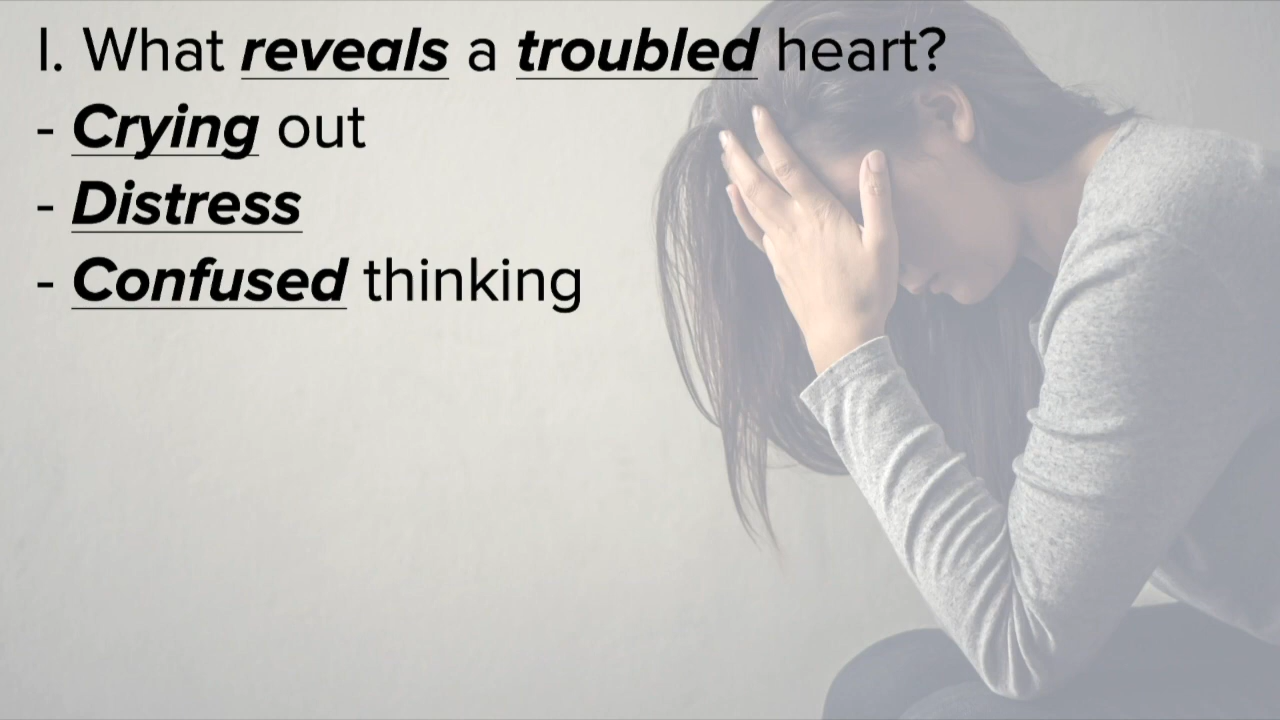 I. What reveals a troubled heart?
- Crying out
- Distress
- Confused thinking